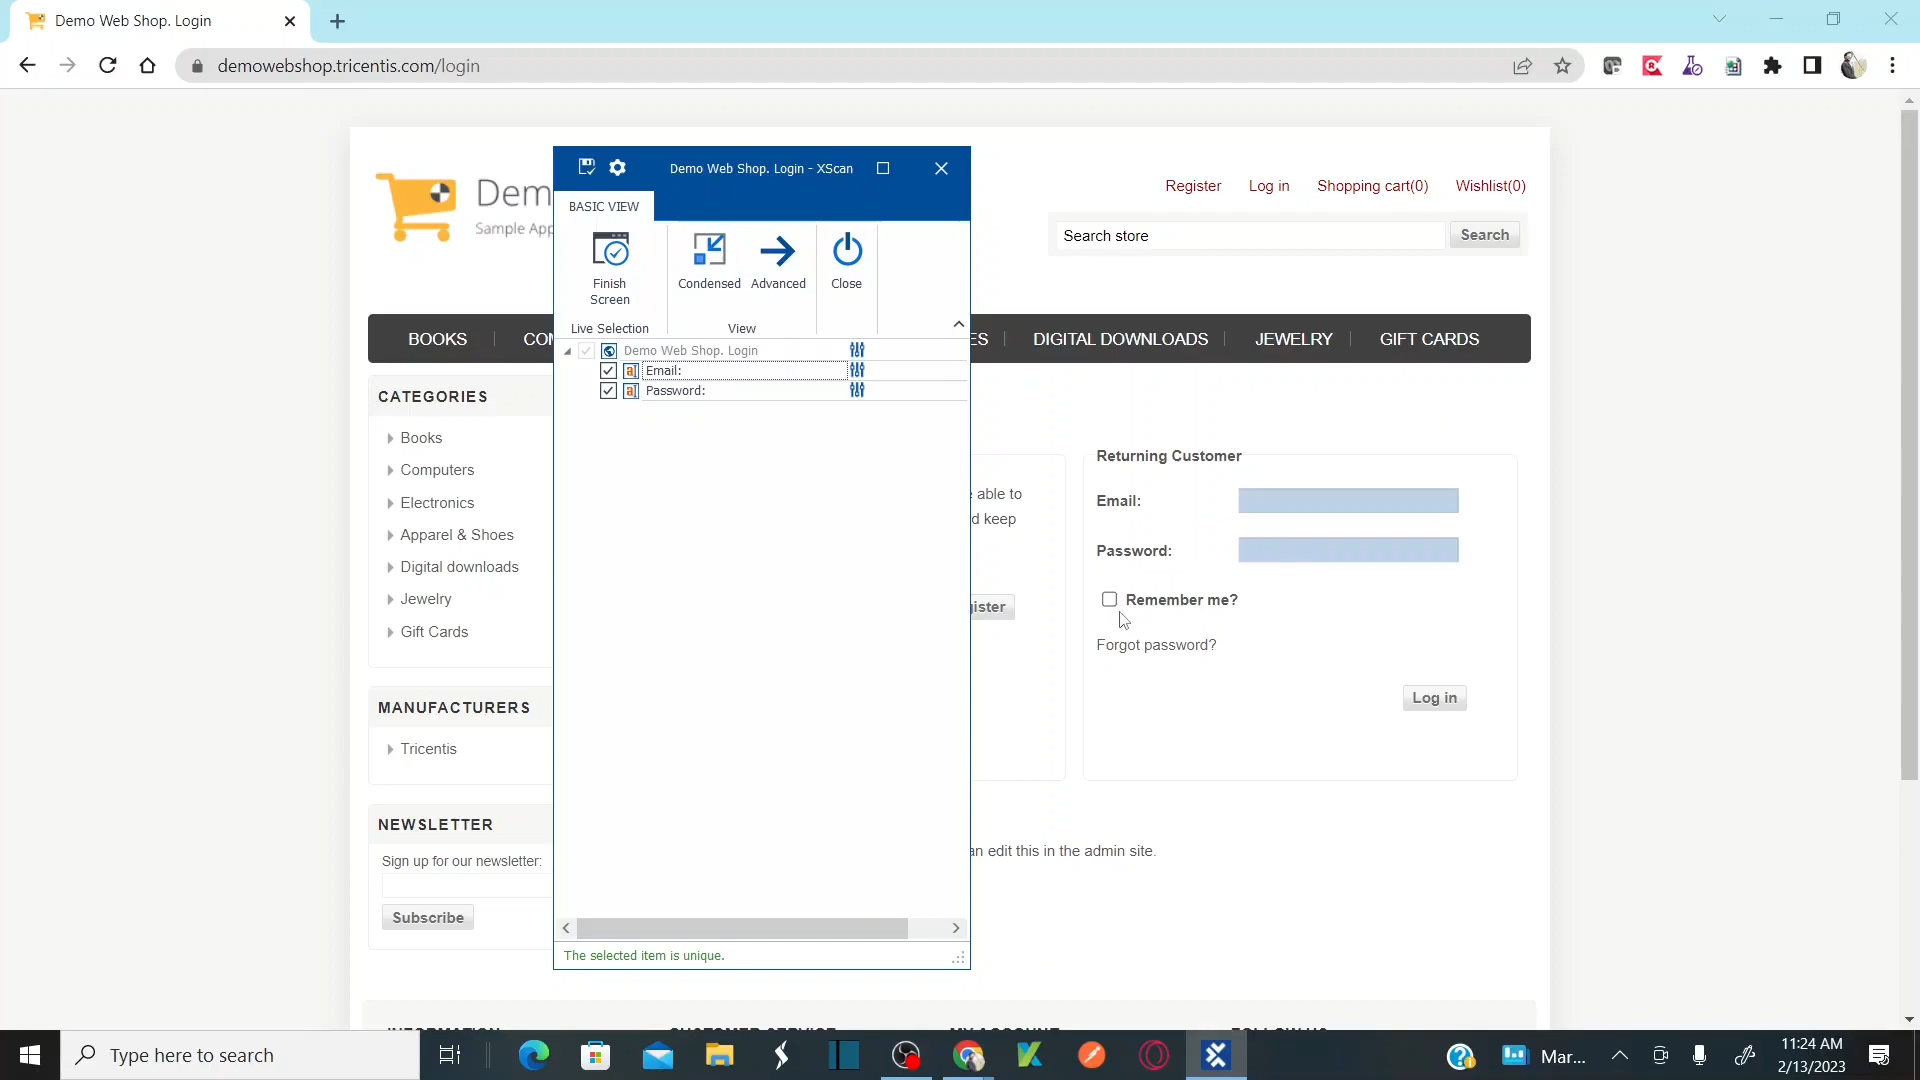 Demo Web Shop. Login
demowebshop.tricentis.com/login
Dem
Sample App
Register Log in Shopping cart(0) Wishlist(0)
Search store Search
BOOKS DIGITAL DOWNLOADS JEWELRY GIFT CARDS
CATEGORIES
Books
Computers
Electronics
Apparel & Shoes
Digital downloads
Jewelry
Gift Cards
MANUFACTURERS
Tricentis
NEWSLETTER
Sign up for our newsletter:
Subscribe
Demo Web Shop. Login - XScan
BASIC VIEW
Finish
Screen
Condensed Advanced Close
Live Selection View
Demo Web Shop. Login
Email:
Password:
The selected item is unique.
able to
d keep
ister
Returning Customer
Email:
Password:
Remember me?
Forgot password?
Log in
an edit this in the admin site.
Type here to search
Mar...
11:24 AM
2/13/2023